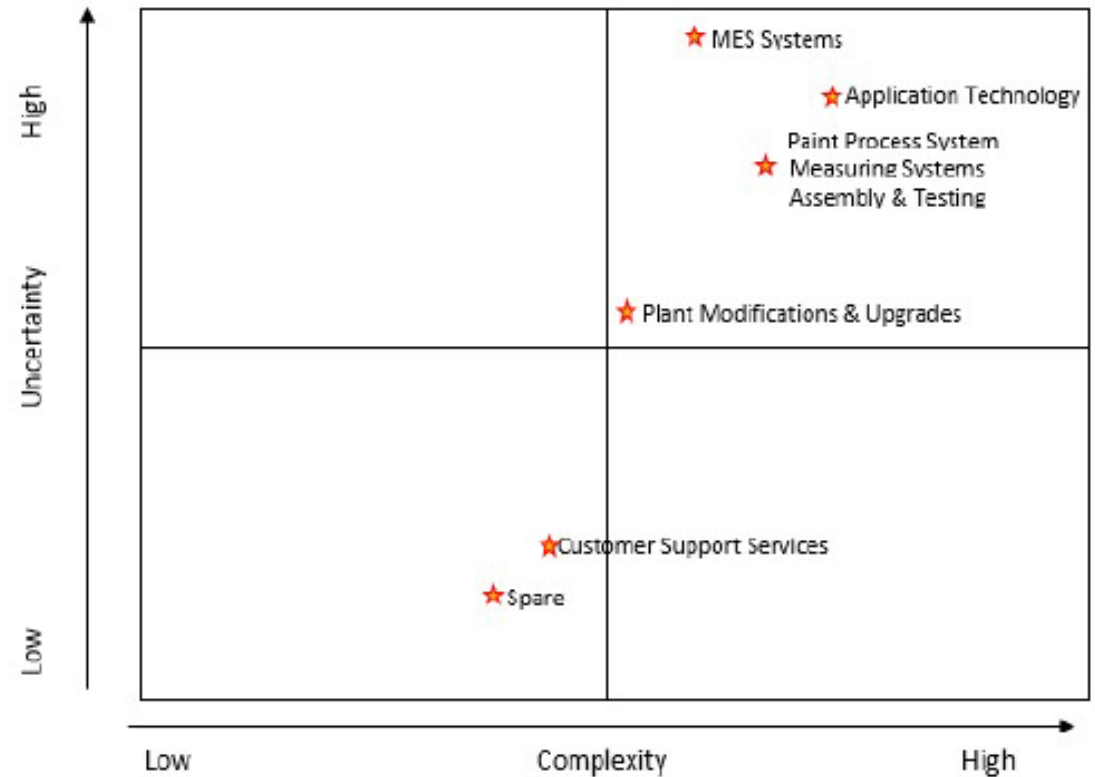 High
Uncertainty
Low
MES Systems
Application Technology
Paint Process System
Measuring Systems
Assembly & Testing
Plant Modifications & Upgrades
Customer Support Services
Spare
Low
Complexity
High